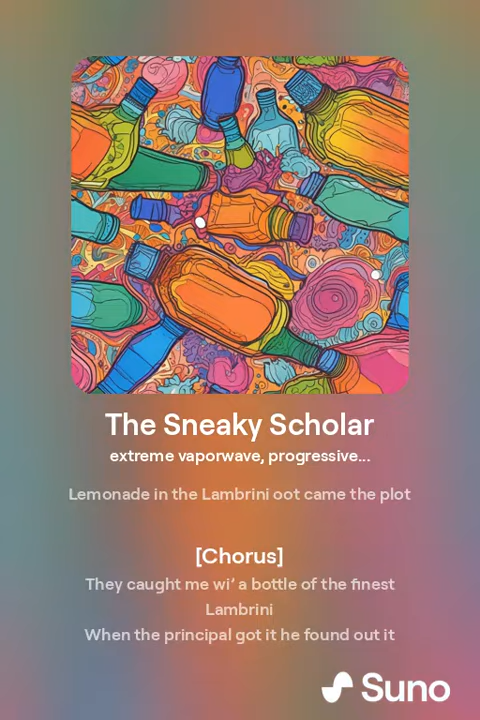 The Sneaky Scholar
extreme vaporwave, progressive...
Lemonade in the Lambrini oot came the plot
[Chorus]
They caught me wi’ a bottle of the finest
Lambrini
When the principal got it he found out it
Suno